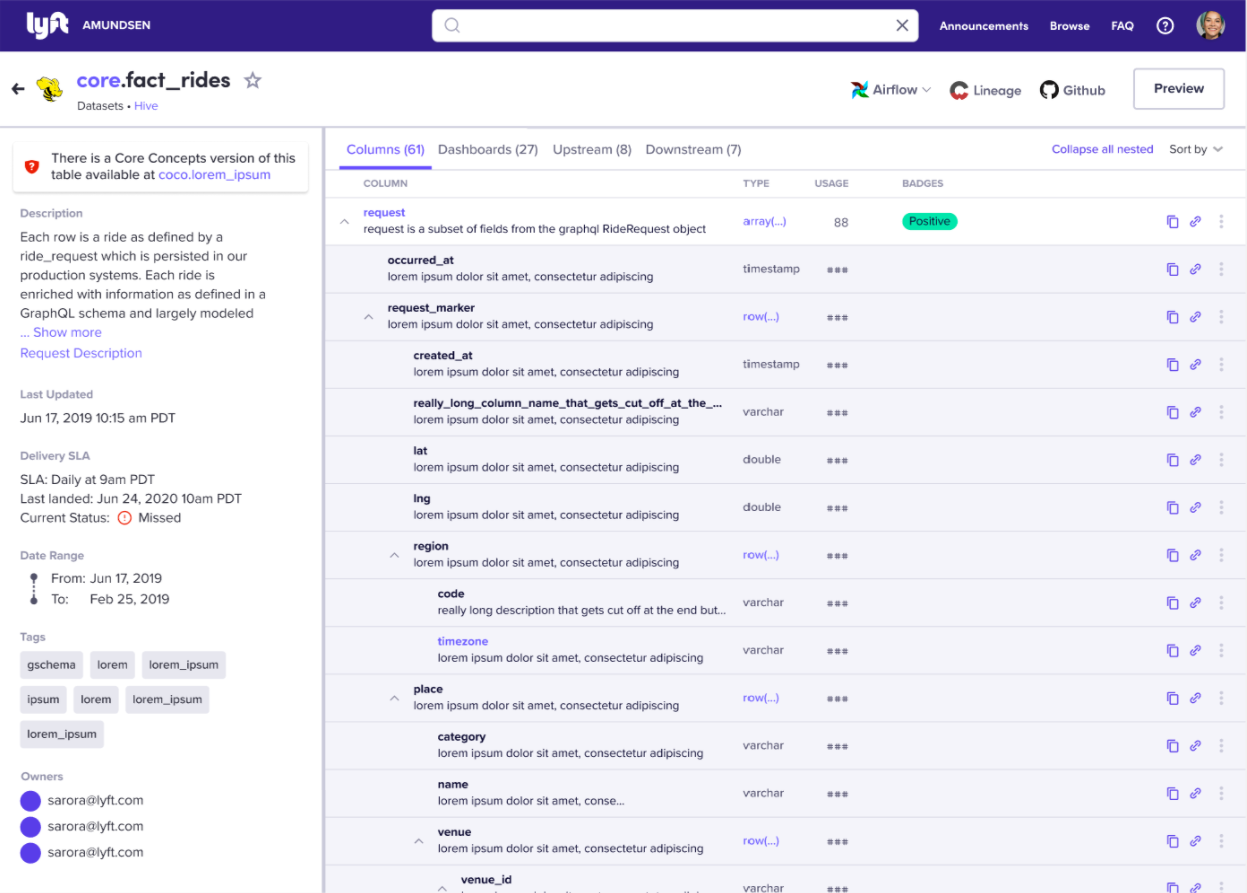 lyft AMUNDSEN
Announcements Browse FAQ ?
core.fact_rides
Datasets • Hive
Airflow Lineage Github Preview
There is a Core Concepts version of this
table available at coco.lorem_ipsum
Description
Each row is a ride as defined by a
ride_request which is persisted in our
production systems. Each ride is
enriched with information as defined in a
GraphQL schema and largely modeled
... Show more
Request Description
Last Updated
Jun 17, 2019 10:15 am PDT
Delivery SLA
SLA: Daily at 9am PDT
Last landed: Jun 24, 2020 10am PDT
Current Status: Missed
Date Range
From: Jun 17, 2019
To: Feb 25, 2019
Tags
gschema lorem lorem_ipsum
ipsum lorem lorem_ipsum
lorem_ipsum
Owners
sarora@lyft.com
sarora@lyft.com
sarora@lyft.com
Columns (61) Dashboards (27) Upstream (8) Downstream (7) Collapse all nested Sort by
COLUMN TYPE USAGE BADGES
request
request is a subset of fields from the graphql RideRequest object array(...) 88 Positive
occurred_at
lorem ipsum dolor sit amet, consectetur adipiscing timestamp ###
request_marker
lorem ipsum dolor sit amet, consectetur adipiscing row(...) ###
created_at
lorem ipsum dolor sit amet, consectetur adipiscing timestamp ###
really_long_column_name_that_gets_cut_off_at_the_...
lorem ipsum dolor sit amet, consectetur adipiscing varchar ###
lat
lorem ipsum dolor sit amet, consectetur adipiscing double ###
lng
lorem ipsum dolor sit amet, consectetur adipiscing double ###
region
lorem ipsum dolor sit amet, consectetur adipiscing row(...) ###
code
really long description that gets cut off at the end but... varchar ###
timezone
lorem ipsum dolor sit amet, consectetur adipiscing varchar ###
place
lorem ipsum dolor sit amet, consectetur adipiscing row(...) ###
category
lorem ipsum dolor sit amet, consectetur adipiscing varchar ###
name
lorem ipsum dolor sit amet, conse... varchar ###
venue
lorem ipsum dolor sit amet, consectetur adipiscing row(...) ###
venue_id
varchar ###